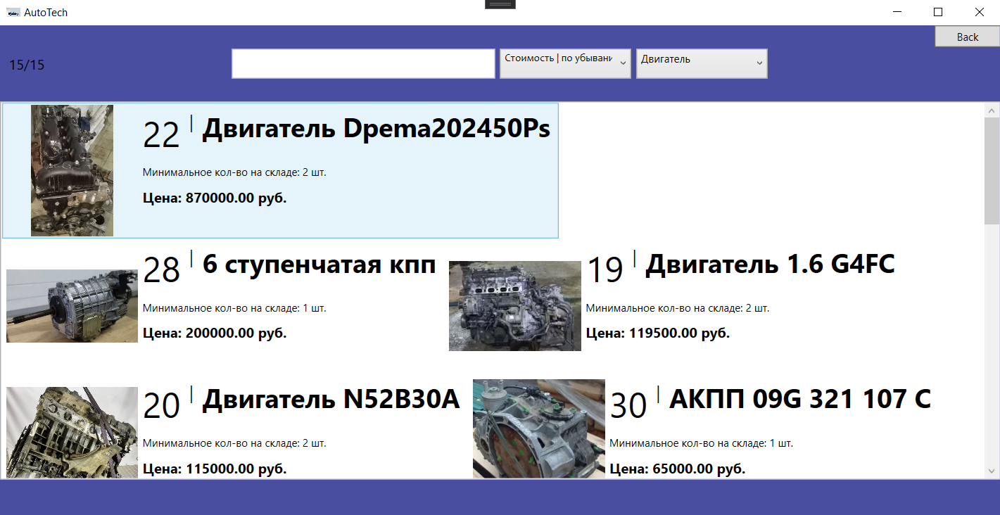 AutoTech
Back
15/15
Стоимость | по убывани
Двигатель
22 | Двигатель Dpema202450Ps
Минимальное кол-во на складе: 2 шт.
Цена: 870000.00 руб.
28 | 6 ступенчатая кпп
Минимальное кол-во на складе: 1 шт.
Цена: 200000.00 руб.
19 | Двигатель 1.6 G4FC
Минимальное кол-во на складе: 2 шт.
Цена: 119500.00 руб.
20 | Двигатель N52B30A
Минимальное кол-во на складе: 2 шт.
Цена: 115000.00 руб.
30 | АКПП 09G 321 107 C
Минимальное кол-во на складе: 1 шт.
Цена: 65000.00 руб.